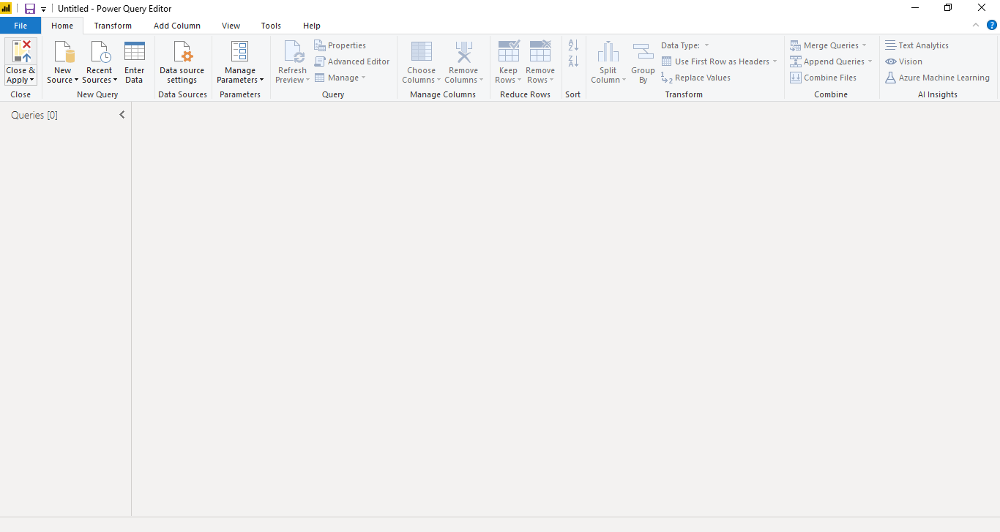 Untitled - Power Query Editor
File Home Transform Add Column View Tools Help
Close & Apply
New Source
Recent Sources
Enter Data
Data source settings
Manage Parameters
Refresh Preview
Properties
Advanced Editor
Manage
Choose Columns
Remove Columns
Keep Rows
Remove Rows
A
Z
Z
A
Split Column
Group By
Data Type:
Use First Row as Headers
1
2
Replace Values
Merge Queries
Append Queries
Combine Files
Text Analytics
Vision
Azure Machine Learning
Close New Query Data Sources Parameters Query Manage Columns Reduce Rows Sort Transform Combine AI Insights
Queries [0]